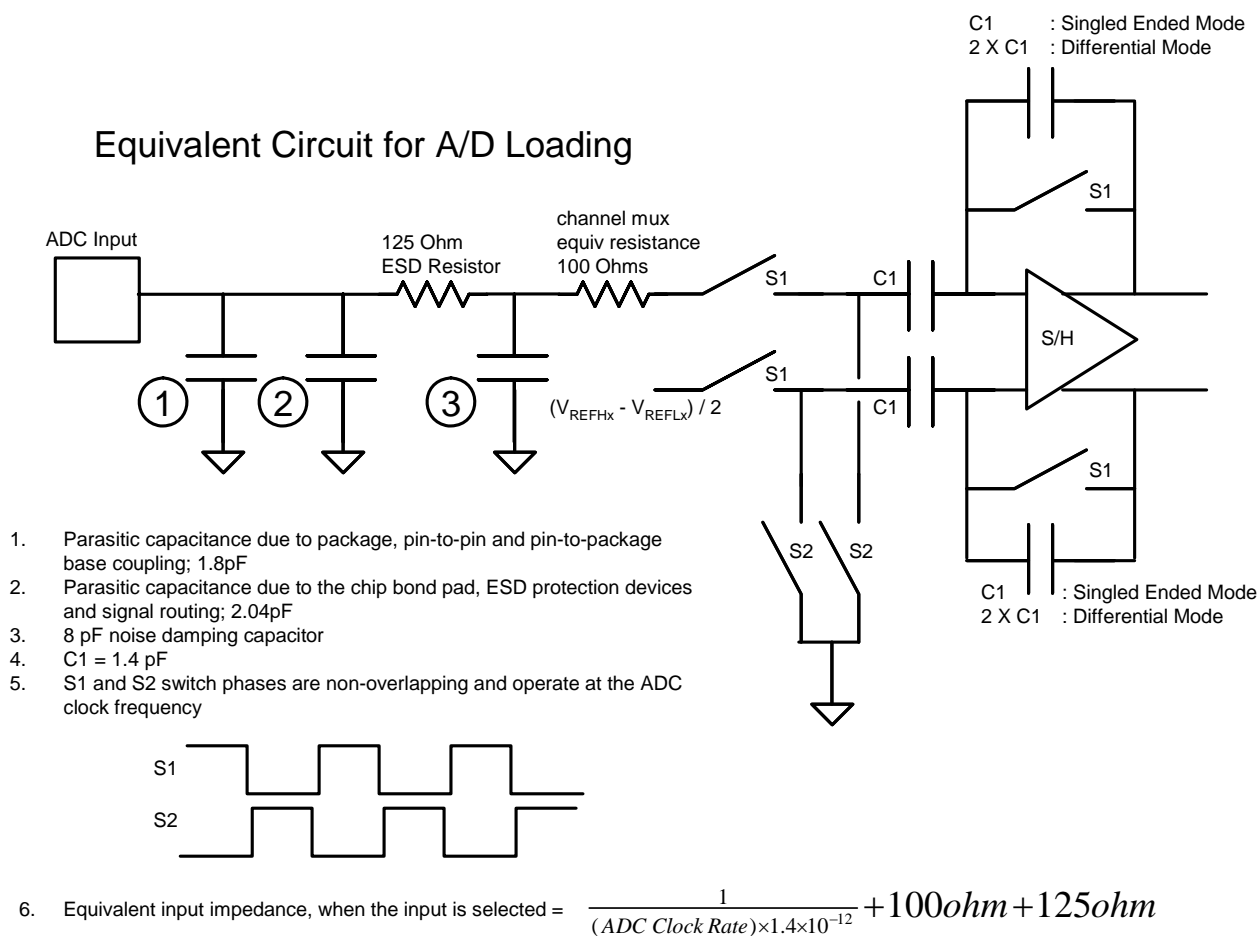 C1 : Singled Ended Mode
2 X C1 : Differential Mode
Equivalent Circuit for A/D Loading
S1
ADC Input
125 Ohm
ESD Resistor
channel mux
equiv resistance
100 Ohms
S1
C1
S/H
1
2
3
S1
C1
(VREFHx - VREFLx) / 2
S1
S2
S2
C1 : Singled Ended Mode
2 X C1 : Differential Mode
1. Parasitic capacitance due to package, pin-to-pin and pin-to-package
base coupling; 1.8pF
2. Parasitic capacitance due to the chip bond pad, ESD protection devices
and signal routing; 2.04pF
3. 8 pF noise damping capacitor
4. C1 = 1.4 pF
5. S1 and S2 switch phases are non-overlapping and operate at the ADC
clock frequency
S1
S2
6. Equivalent input impedance, when the input is selected = 1 / (ADC Clock Rate)×1.4×10⁻¹² +100ohm+125ohm